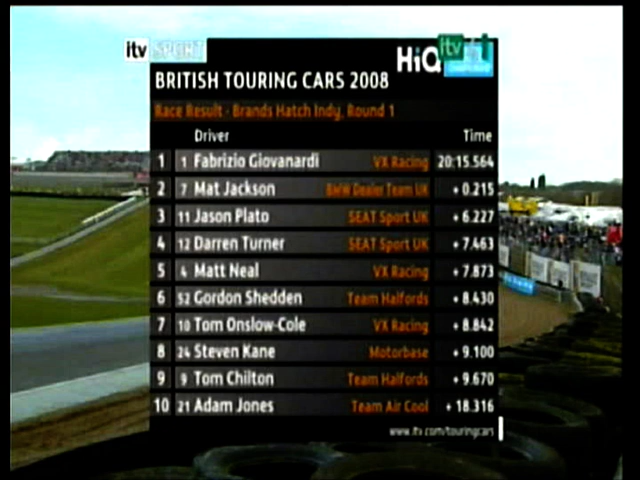 itv SPORT
HiQ itv 4
BRITISH TOURING CARS 2008
Race Result - Brands Hatch Indy, Round 1
Driver Time
1 1 Fabrizio Giovanardi VX Racing 20:15.564
2 7 Mat Jackson BMW Dealer Team UK + 0.215
3 11 Jason Plato SEAT Sport UK + 6.227
4 12 Darren Turner SEAT Sport UK + 7.463
5 4 Matt Neal VX Racing + 7.873
6 52 Gordon Shedden Team Halfords + 8.430
7 10 Tom Onslow-Cole VX Racing + 8.842
8 24 Steven Kane Motorbase + 9.100
9 9 Tom Chilton Team Halfords + 9.670
10 21 Adam Jones Team Air Cool + 18.316
www.itv.com/touringcars